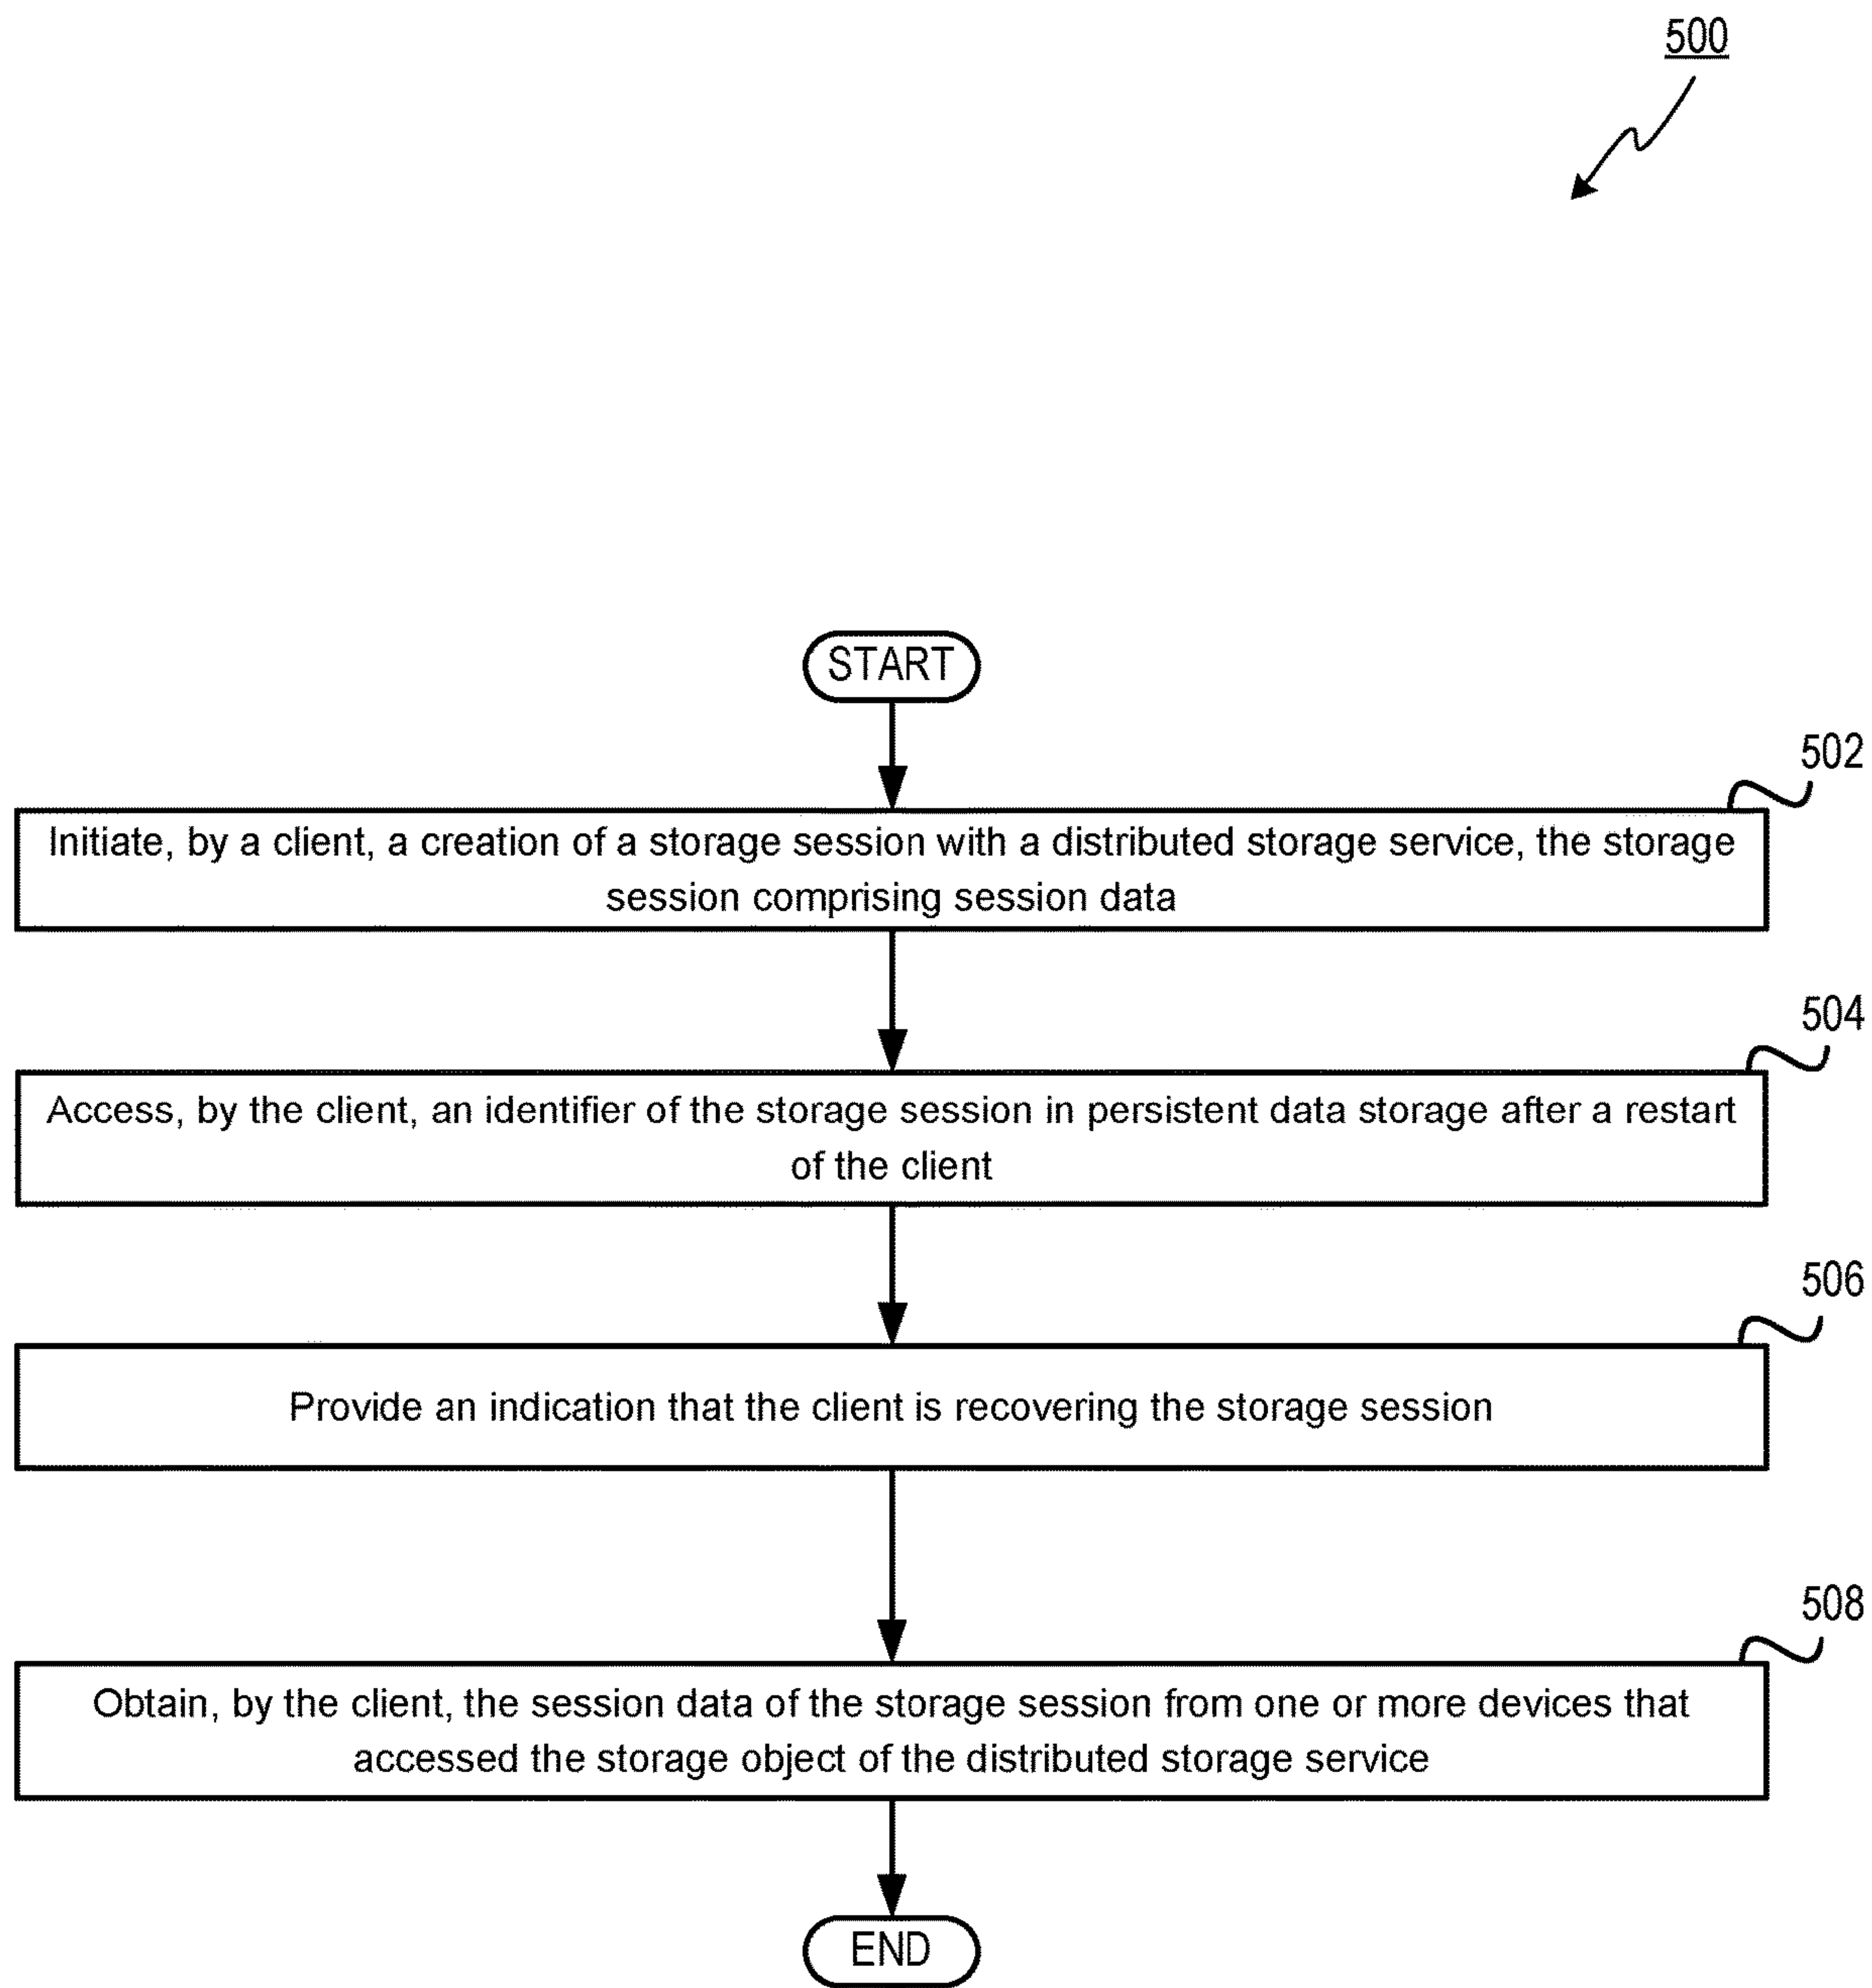 500
START
502
Initiate, by a client, a creation of a storage session with a distributed storage service, the storage
session comprising session data
504
Access, by the client, an identifier of the storage session in persistent data storage after a restart
of the client
506
Provide an indication that the client is recovering the storage session
508
Obtain, by the client, the session data of the storage session from one or more devices that
accessed the storage object of the distributed storage service
END